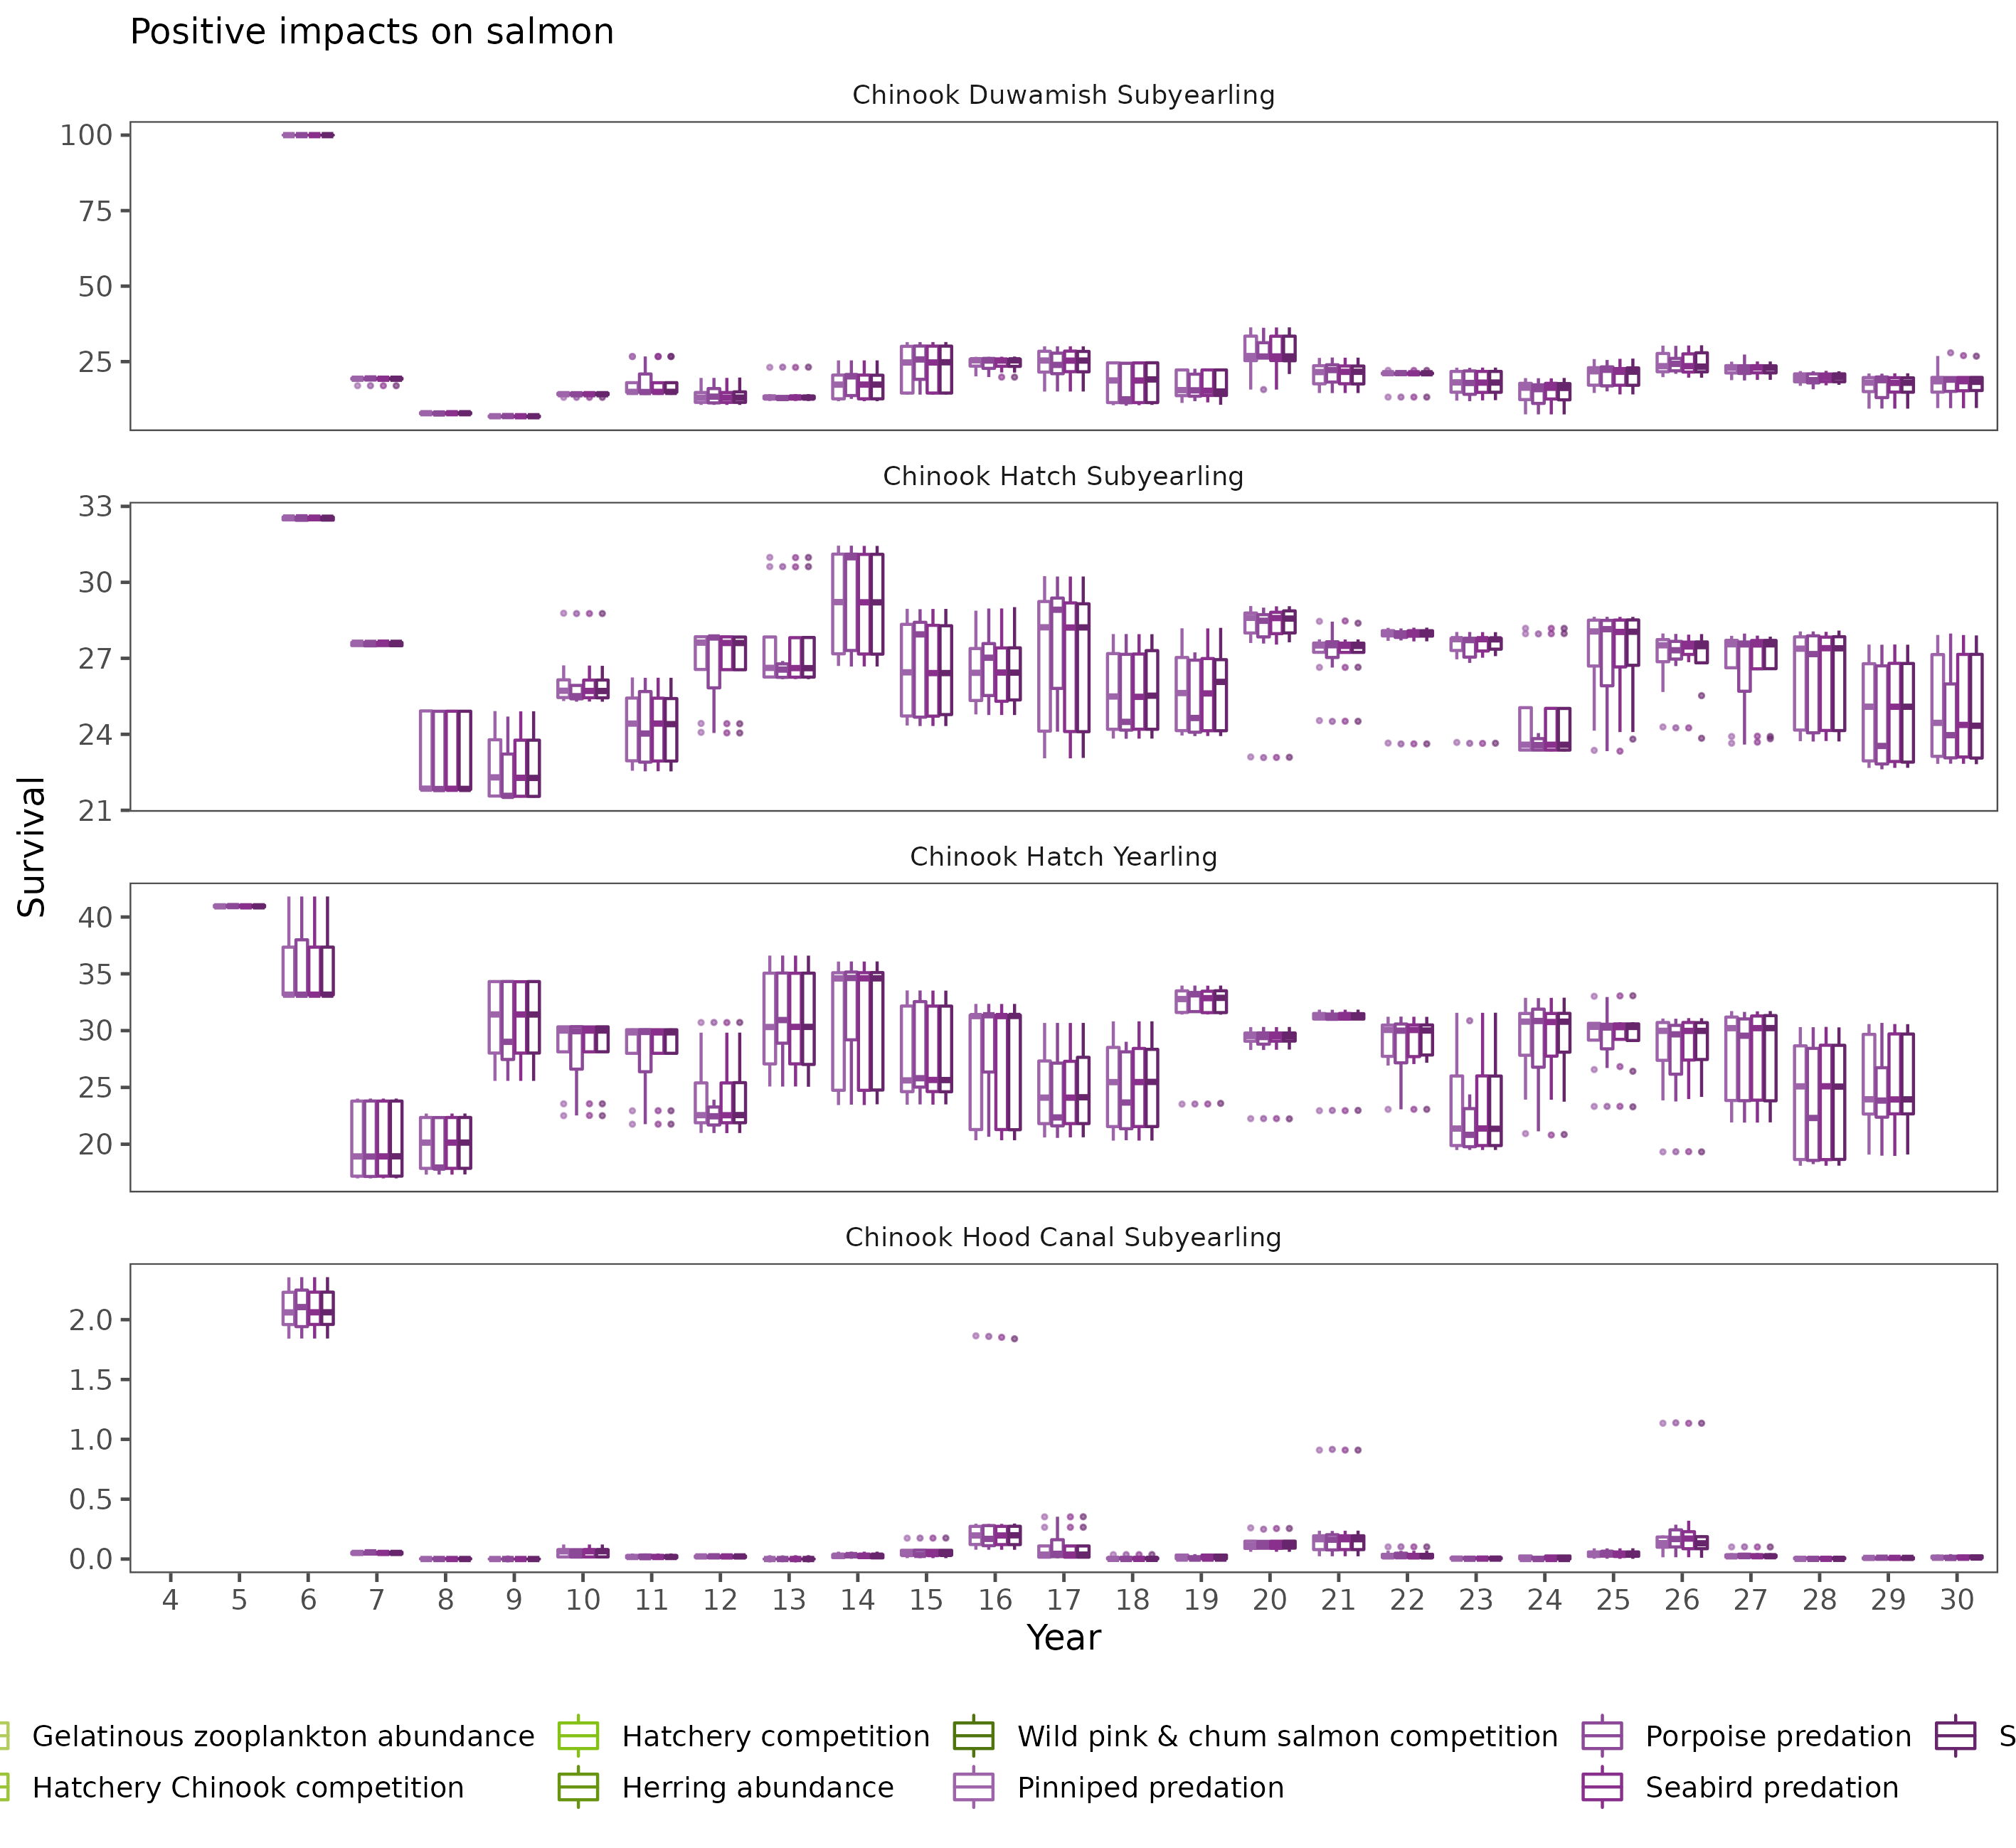 Positive impacts on salmon
Chinook Duwamish Subyearling
100
75
50
25
Chinook Hatch Subyearling
33
30
27
24
21
Chinook Hatch Yearling
40
35
30
25
20
Chinook Hood Canal Subyearling
2.0
1.5
1.0
0.5
0.0
Survival
4 5 6 7 8 9 10 11 12 13 14 15 16 17 18 19 20 21 22 23 24 25 26 27 28 29 30
Year
Gelatinous zooplankton abundance Hatchery competition Wild pink & chum salmon competition Porpoise predation S
Hatchery Chinook competition Herring abundance Pinniped predation Seabird predation